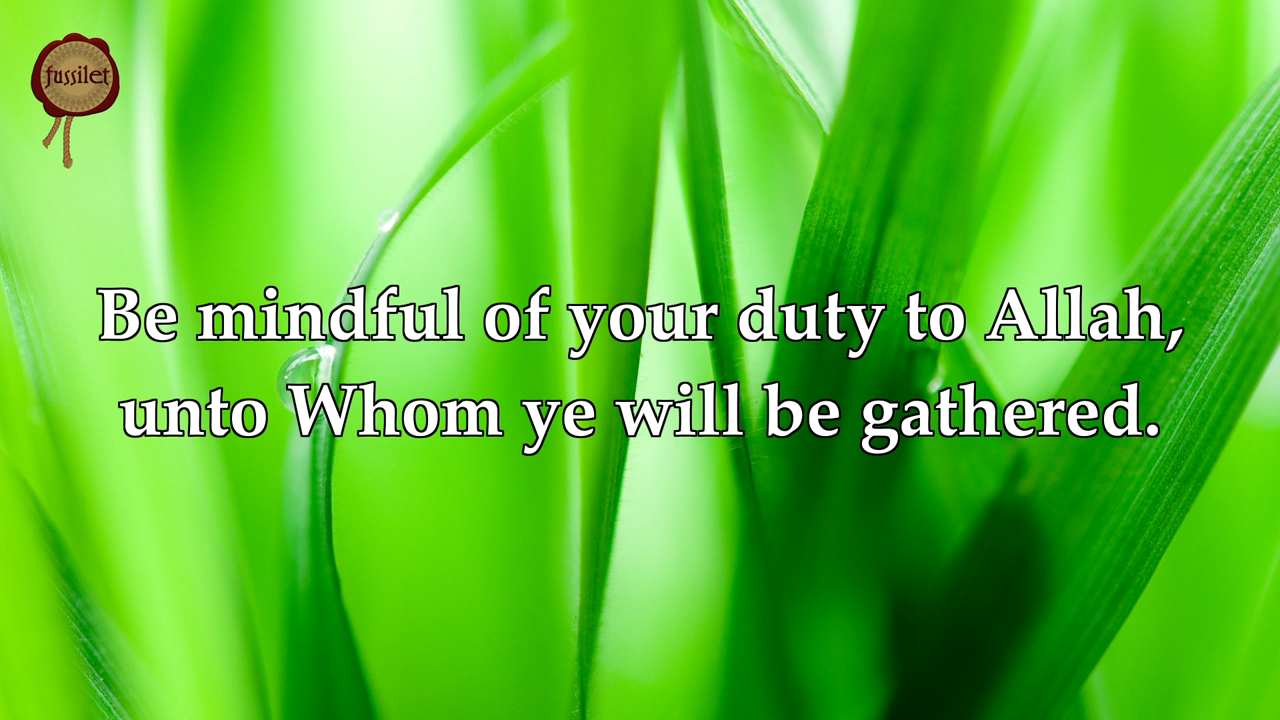 fussilet
Be mindful of your duty to Allah,
unto Whom ye will be gathered.